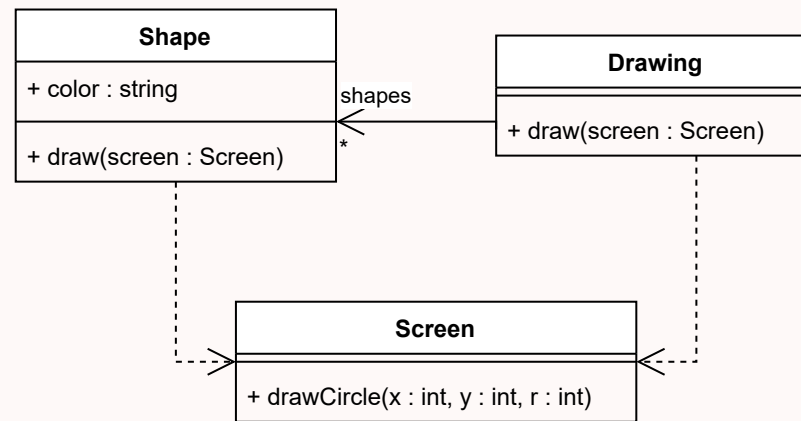 Shape
+ color : string
+ draw(screen : Screen)
shapes
*
Drawing
+ draw(screen : Screen)
Screen
+ drawCircle(x : int, y : int, r : int)